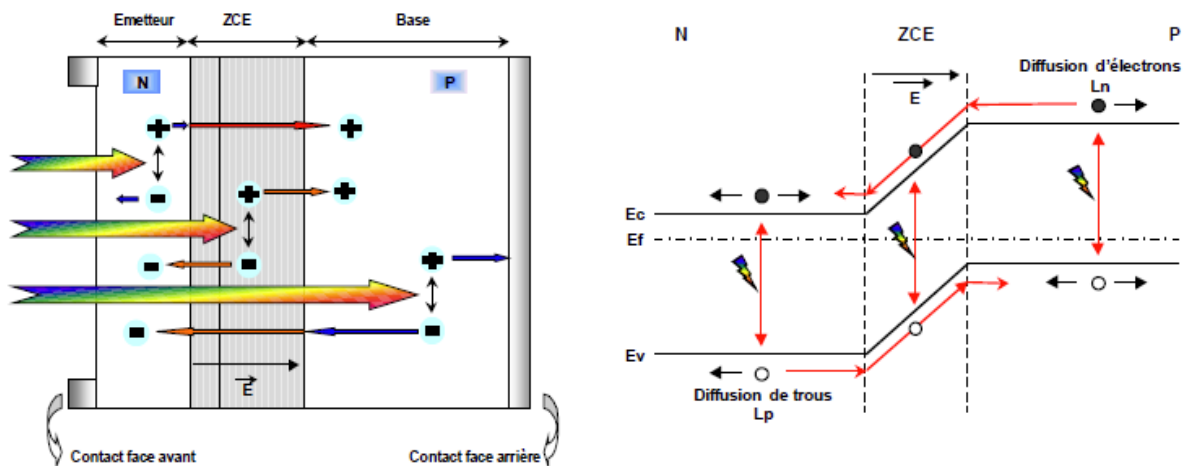 Emetteur
ZCE
Base
N
P
E
Contact face avant
Contact face arrière
N
ZCE
P
E
Diffusion d'électrons
Ln
Ec
Ef
Ev
Diffusion de trous
Lp